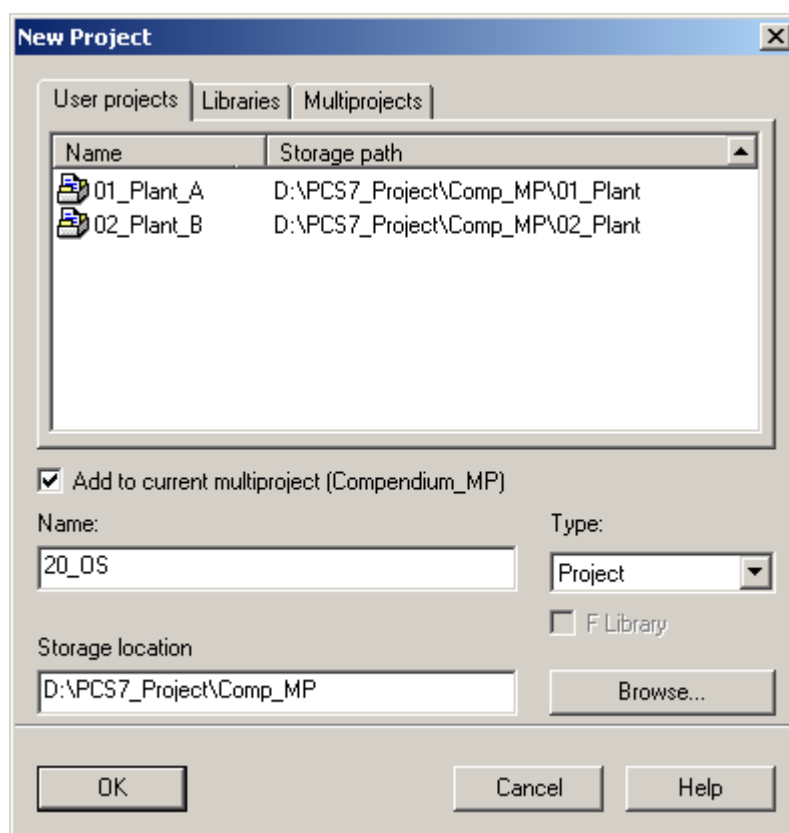 New Project
User projects Libraries Multiprojects
Name Storage path
01_Plant_A D:\PCS7_Project\Comp_MP\01_Plant
02_Plant_B D:\PCS7_Project\Comp_MP\02_Plant
Add to current multiproject (Compendium_MP)
Name: Type:
20_OS Project
F Library
Storage location
D:\PCS7_Project\Comp_MP Browse...
OK Cancel Help